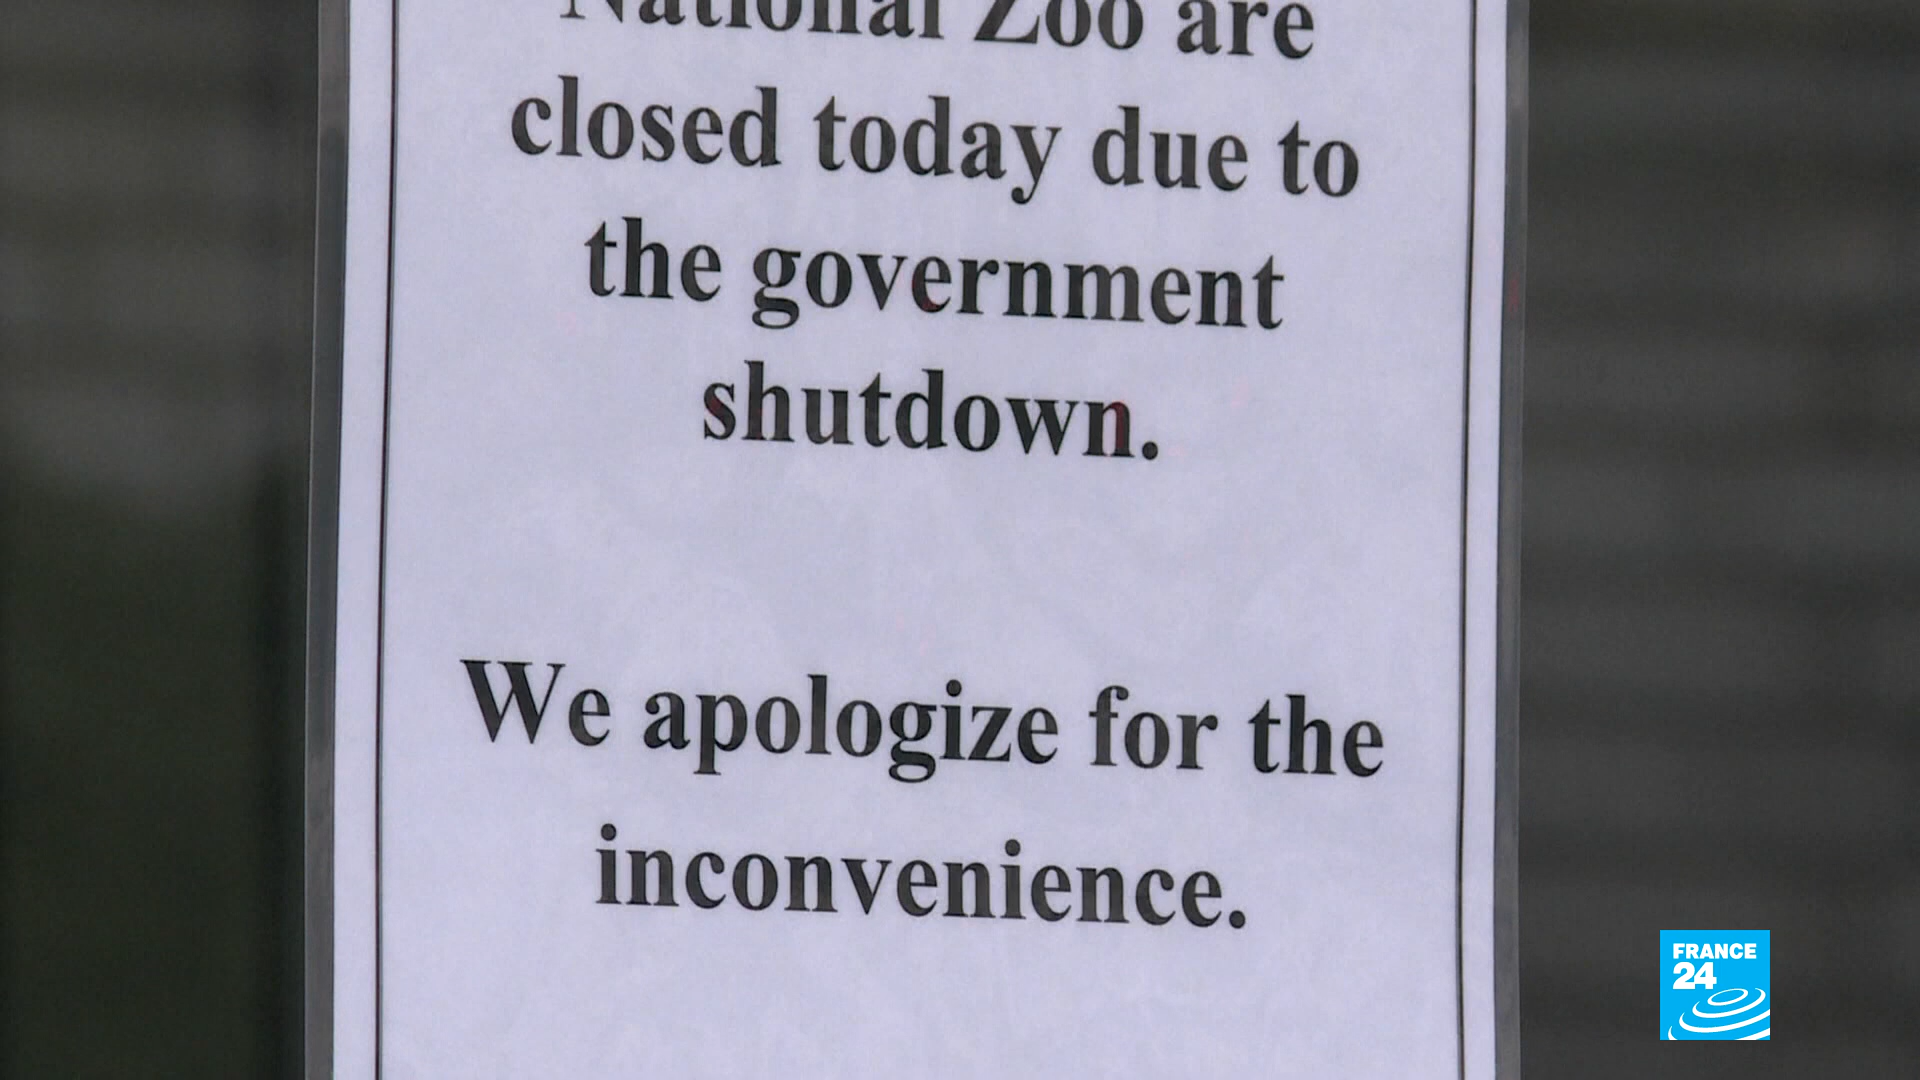 National Zoo are
closed today due to
the government
shutdown.
We apologize for the
inconvenience.
FRANCE
24